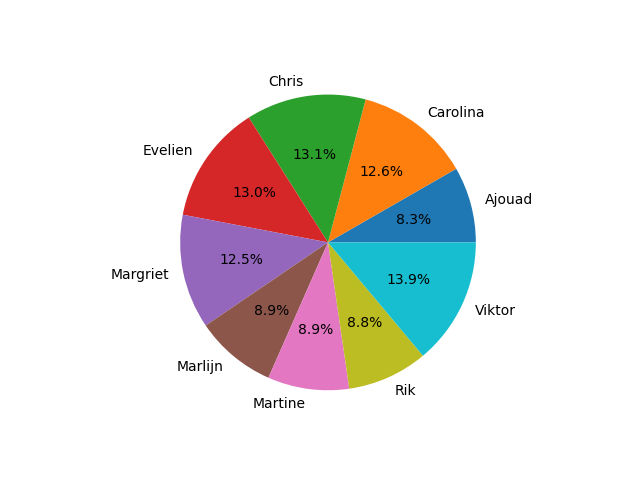 Chris
Carolina
Evelien
13.1%
12.6%
13.0%
Ajouad
8.3%
12.5%
Margriet
13.9%
8.9%
Viktor
8.9%
8.8%
Marlijn
Martine
Rik